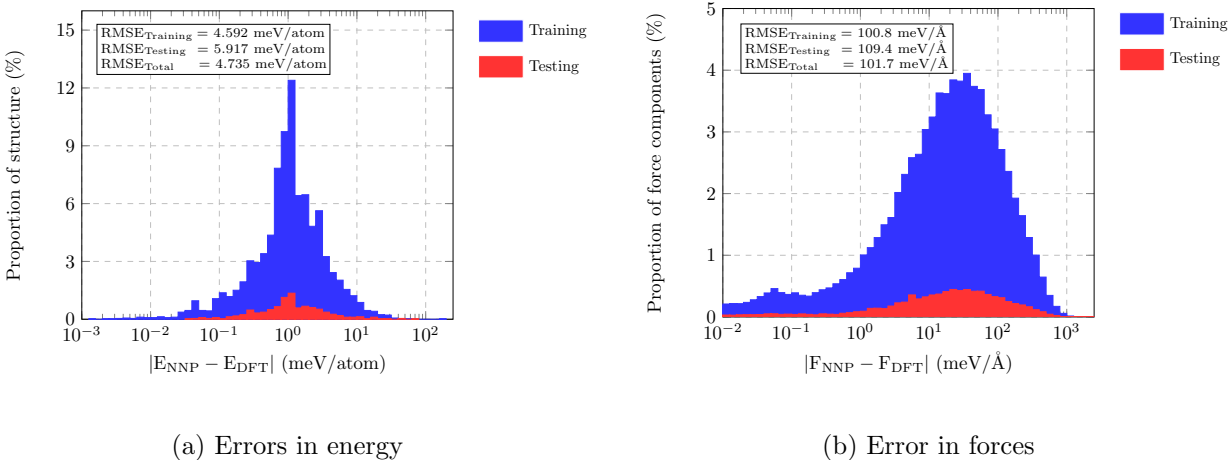 RMSE_Training = 4.592 meV/atom
RMSE_Testing = 5.917 meV/atom
RMSE_Total = 4.735 meV/atom
Training
Testing
Proportion of structure (%)
15
12
9
6
3
0
10^−3 10^−2 10^−1 10^0 10^1 10^2
|E_NNP − E_DFT| (meV/atom)
(a) Errors in energy
RMSE_Training = 100.8 meV/Å
RMSE_Testing = 109.4 meV/Å
RMSE_Total = 101.7 meV/Å
Training
Testing
Proportion of force components (%)
5
4
3
2
1
0
10^−2 10^−1 10^0 10^1 10^2 10^3
|F_NNP − F_DFT| (meV/Å)
(b) Error in forces